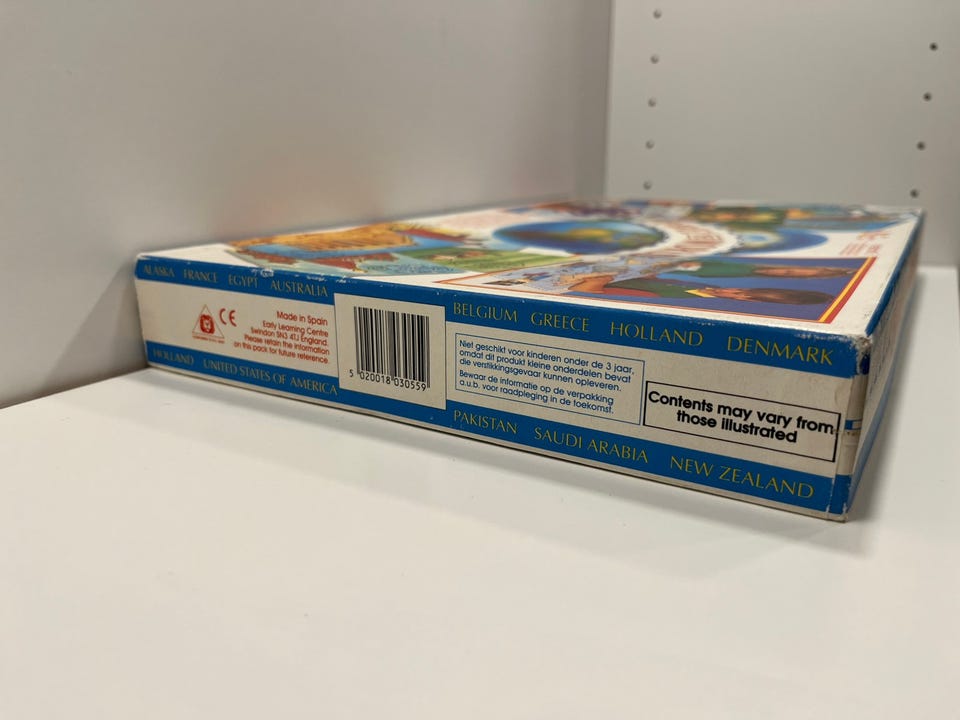 ALASKA FRANCE EGYPT AUSTRALIA
BELGIUM GREECE HOLLAND DENMARK
CE
Made in Spain
Early Learning Centre
Swindon SN3 4TJ England.
Please retain the information
on this pack for future reference.
5 020018 030559
Niet geschikt voor kinderen onder de 3 jaar,
omdat dit produkt kleine onderdelen bevat
die verstikkingsgevaar kunnen opleveren.
Bewaar de informatie op de verpakking
a.u.b. voor raadpleging in de toekomst.
Contents may vary from
those illustrated
HOLLAND UNITED STATES OF AMERICA
PAKISTAN SAUDI ARABIA NEW ZEALAND